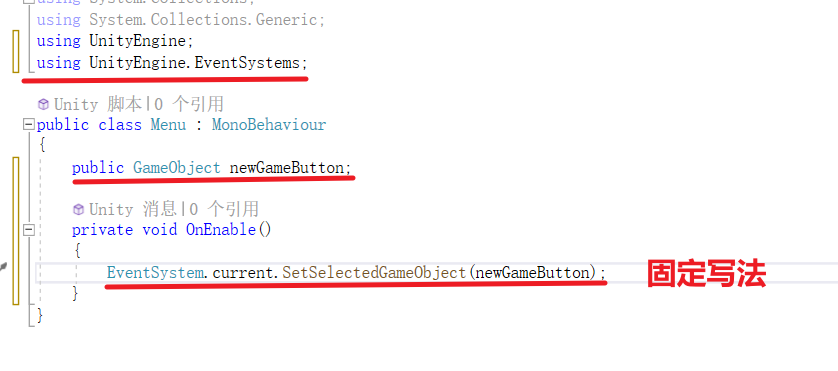 using System.Collections;
using System.Collections.Generic;
using UnityEngine;
using UnityEngine.EventSystems;
Unity 脚本|0 个引用
public class Menu : MonoBehaviour
{
public GameObject newGameButton;
Unity 消息|0 个引用
private void OnEnable()
{
EventSystem.current.SetSelectedGameObject(newGameButton);
固定写法
}
}